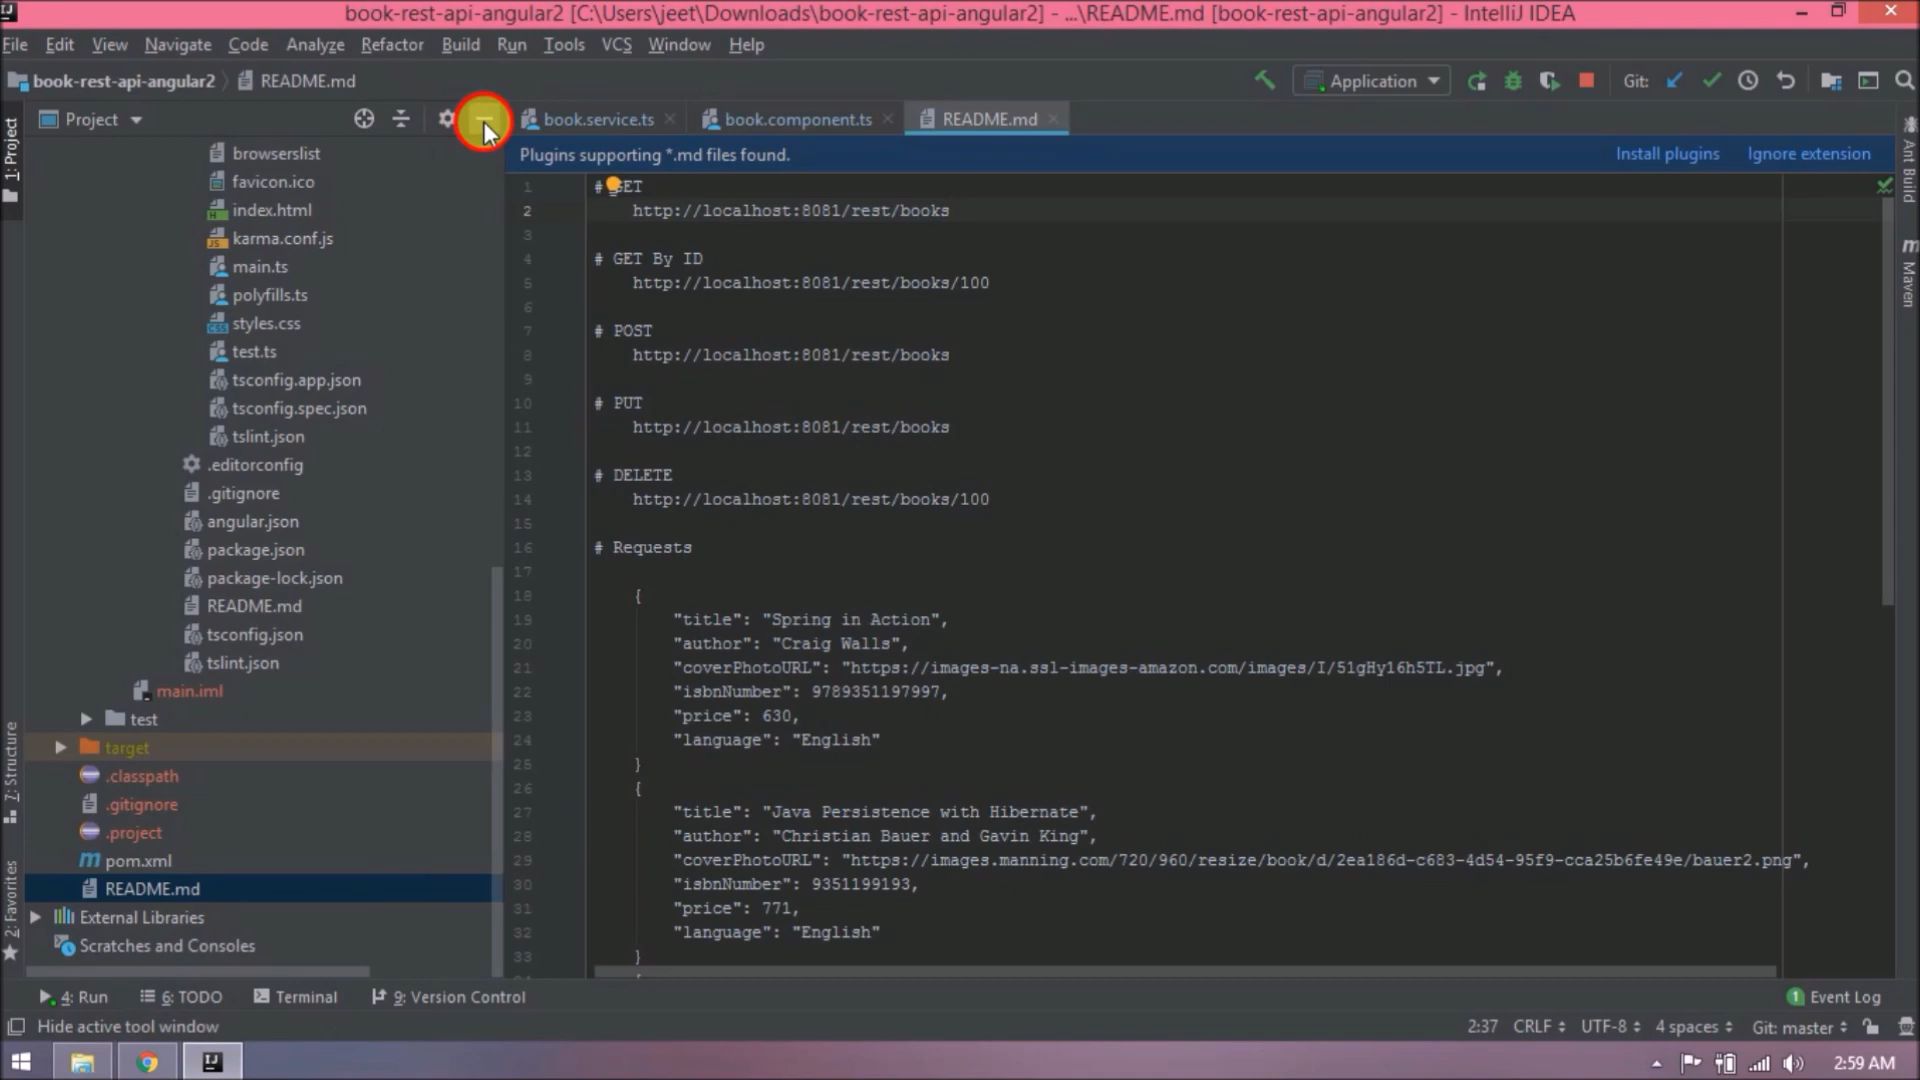 book-rest-api-angular2 [C:\Users\jeet\Downloads\book-rest-api-angular2] - ...\README.md [book-rest-api-angular2] - IntelliJ IDEA
File Edit View Navigate Code Analyze Refactor Build Run Tools VCS Window Help
book-rest-api-angular2 README.md Application Git:
Project book.service.ts book.component.ts README.md
Plugins supporting *.md files found. Install plugins Ignore extension
1: Project
7: Structure
2: Favorites
browserslist
favicon.ico
index.html
karma.conf.js
main.ts
polyfills.ts
styles.css
test.ts
tsconfig.app.json
tsconfig.spec.json
tslint.json
.editorconfig
.gitignore
angular.json
package.json
package-lock.json
README.md
tsconfig.json
tslint.json
main.iml
test
target
.classpath
.gitignore
.project
pom.xml
README.md
External Libraries
Scratches and Consoles
1 # GET
2 http://localhost:8081/rest/books
3
4 # GET By ID
5 http://localhost:8081/rest/books/100
6
7 # POST
8 http://localhost:8081/rest/books
9
10 # PUT
11 http://localhost:8081/rest/books
12
13 # DELETE
14 http://localhost:8081/rest/books/100
15
16 # Requests
17
18 {
19 "title": "Spring in Action",
20 "author": "Craig Walls",
21 "coverPhotoURL": "https://images-na.ssl-images-amazon.com/images/I/51gHy16h5TL.jpg",
22 "isbnNumber": 9789351197997,
23 "price": 630,
24 "language": "English"
25 }
26 {
27 "title": "Java Persistence with Hibernate",
28 "author": "Christian Bauer and Gavin King",
29 "coverPhotoURL": "https://images.manning.com/720/960/resize/book/d/2ea186d-c683-4d54-95f9-cca25b6fe49e/bauer2.png",
30 "isbnNumber": 9351199193,
31 "price": 771,
32 "language": "English"
33 }
Ant Build
Maven
4: Run 6: TODO Terminal 9: Version Control 1 Event Log
Hide active tool window 2:37 CRLF UTF-8 4 spaces Git: master
2:59 AM